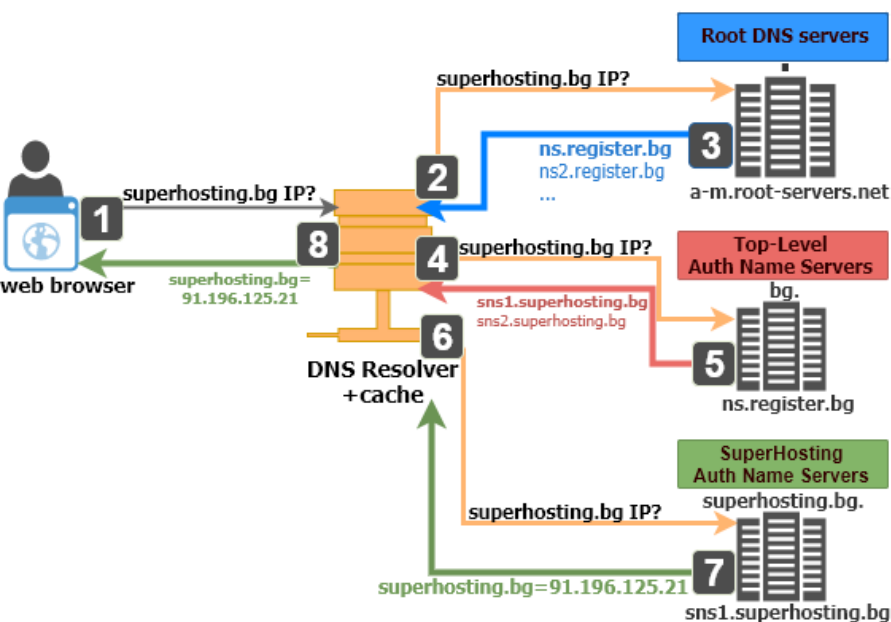 Root DNS servers
.
superhosting.bg IP?
3
ns.register.bg
ns2.register.bg
...
a-m.root-servers.net
2
superhosting.bg IP?
1
8
web browser
superhosting.bg=
91.196.125.21
4
superhosting.bg IP?
Top-Level
Auth Name Servers
bg.
sns1.superhosting.bg
sns2.superhosting.bg
5
ns.register.bg
6
DNS Resolver
+cache
SuperHosting
Auth Name Servers
superhosting.bg.
superhosting.bg IP?
7
superhosting.bg=91.196.125.21
sns1.superhosting.bg